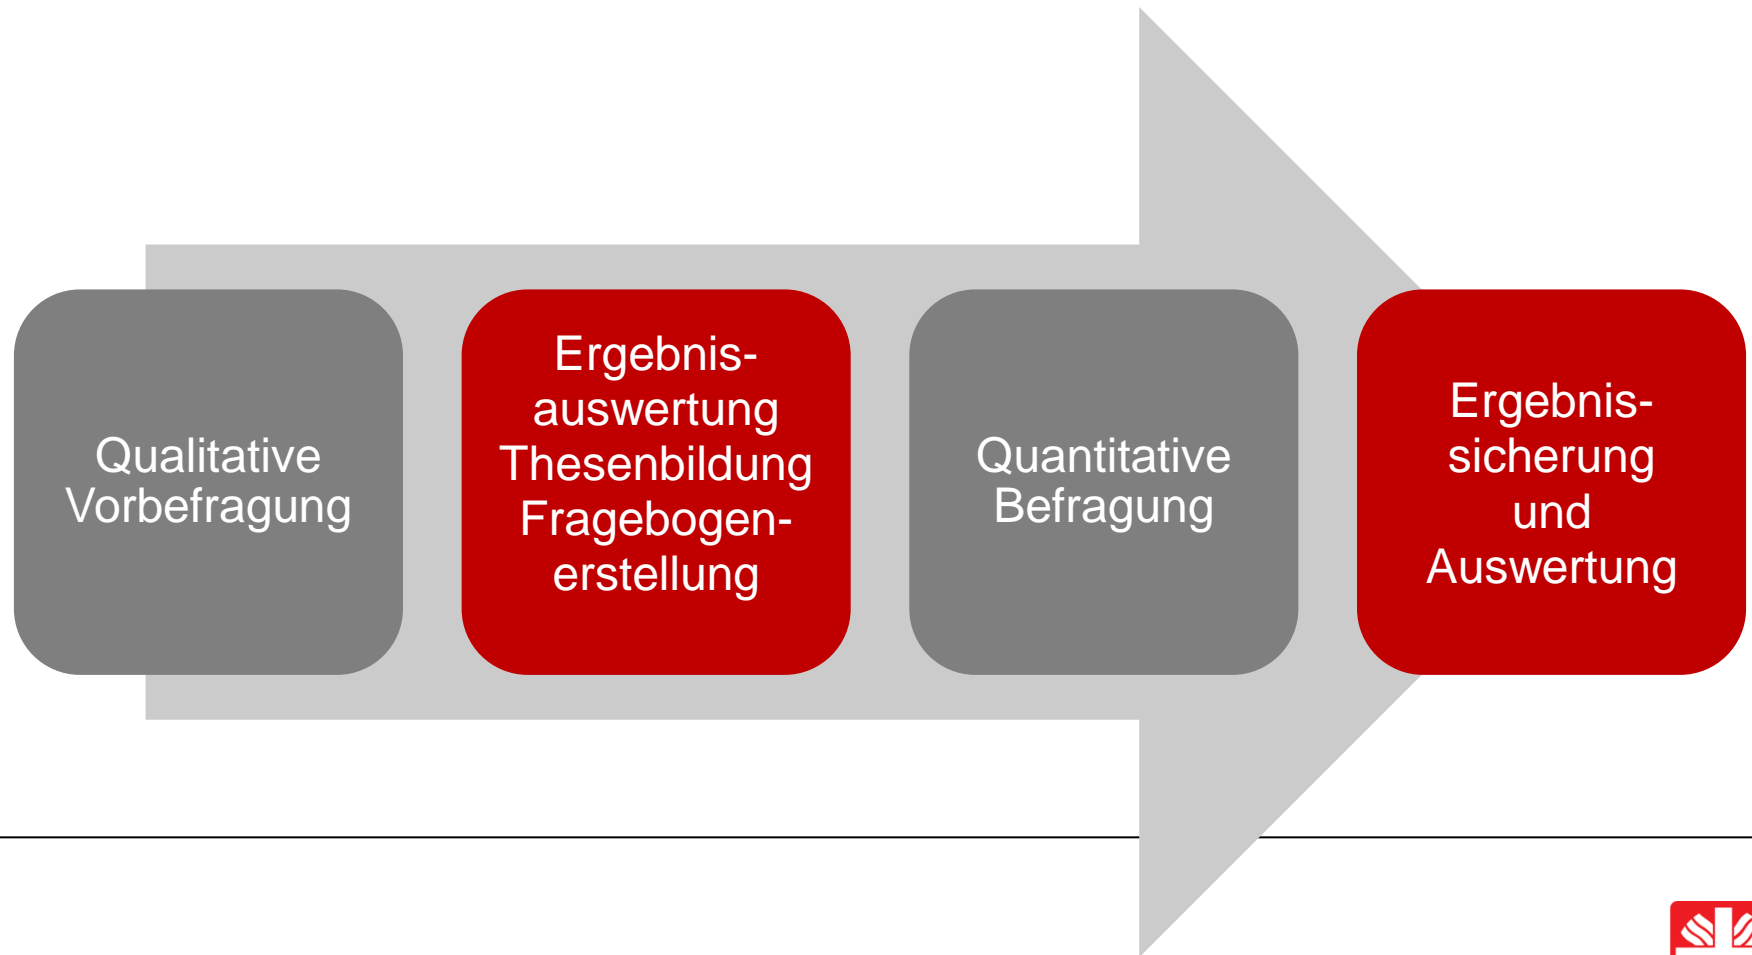 Qualitative
Vorbefragung
Ergebnis-
auswertung
Thesenbildung
Fragebogen-
erstellung
Quantitative
Befragung
Ergebnis-
sicherung
und
Auswertung